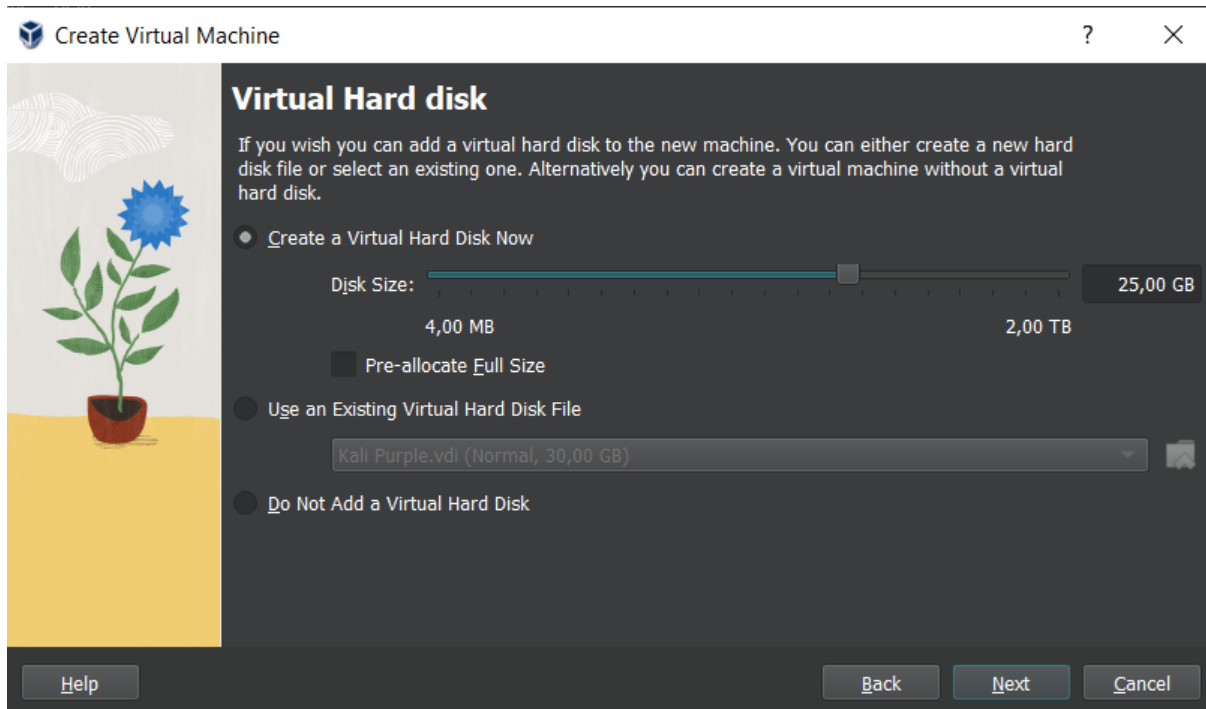 Create Virtual Machine
?
Virtual Hard disk
If you wish you can add a virtual hard disk to the new machine. You can either create a new hard
disk file or select an existing one. Alternatively you can create a virtual machine without a virtual
hard disk.
Create a Virtual Hard Disk Now
Disk Size:
25,00 GB
4,00 MB 2,00 TB
Pre-allocate Full Size
Use an Existing Virtual Hard Disk File
Kali Purple.vdi (Normal, 30,00 GB)
Do Not Add a Virtual Hard Disk
Help Back Next Cancel